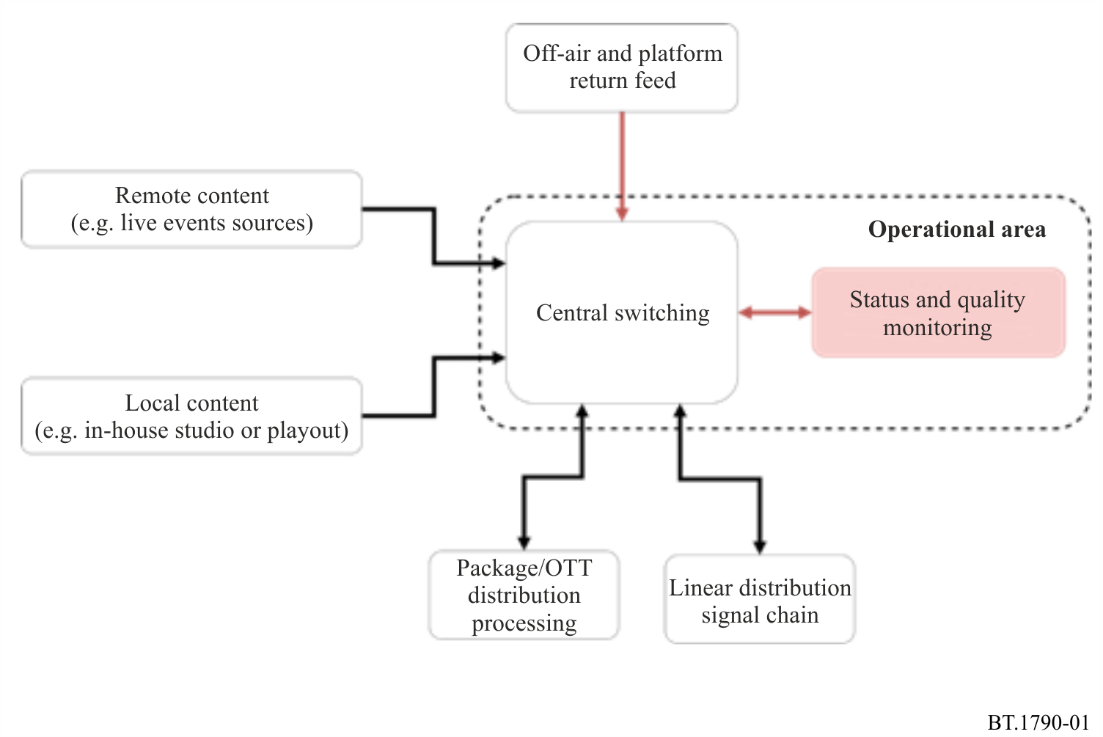 Off-air and platform
return feed
Remote content
(e.g. live events sources)
Operational area
Central switching
Status and quality
monitoring
Local content
(e.g. in-house studio or playout)
Package/OTT
distribution
processing
Linear distribution
signal chain
BT.1790-01